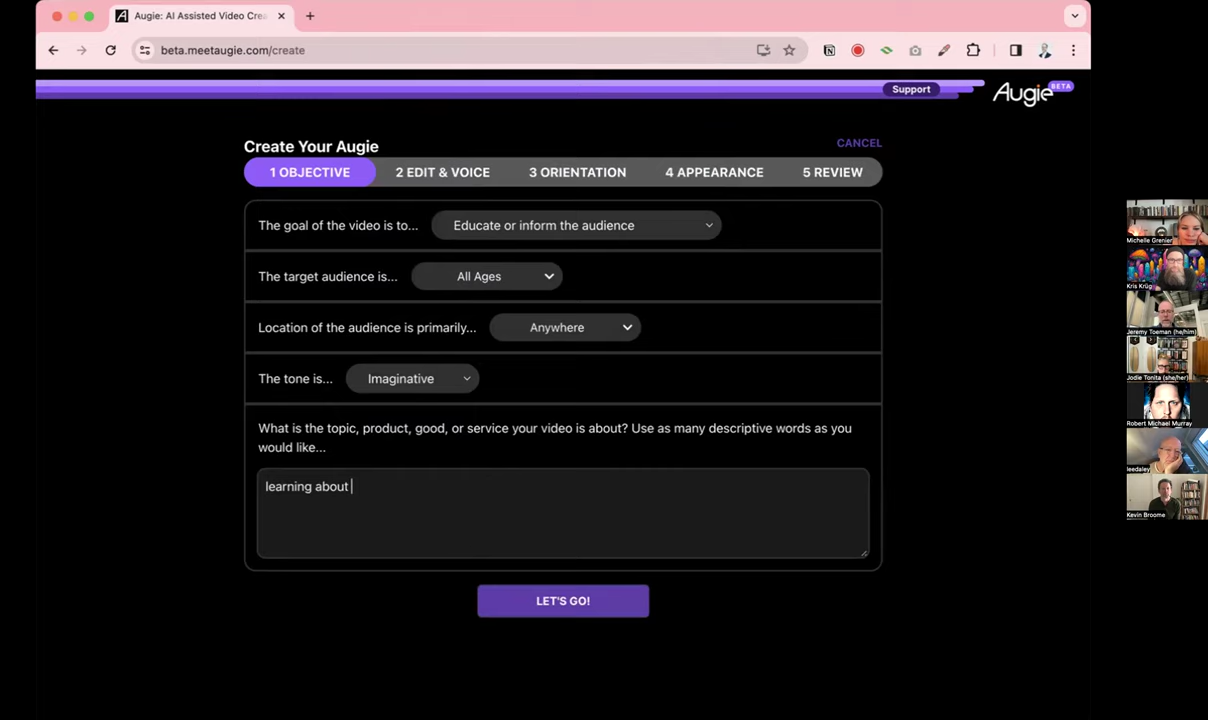 Augie: AI Assisted Video Crea
beta.meetaugie.com/create
Support
Augie BETA
Create Your Augie
CANCEL
1 OBJECTIVE
2 EDIT & VOICE
3 ORIENTATION
4 APPEARANCE
5 REVIEW
The goal of the video is to...
Educate or inform the audience
The target audience is...
All Ages
Location of the audience is primarily...
Anywhere
The tone is...
Imaginative
What is the topic, product, good, or service your video is about? Use as many descriptive words as you
would like...
learning about
LET'S GO!
Michelle Grenier
Kris Krüg
Jeremy Toeman (he/him)
Jodie Tonita (she/her)
Robert Michael Murray
leedaley
Kevin Broome